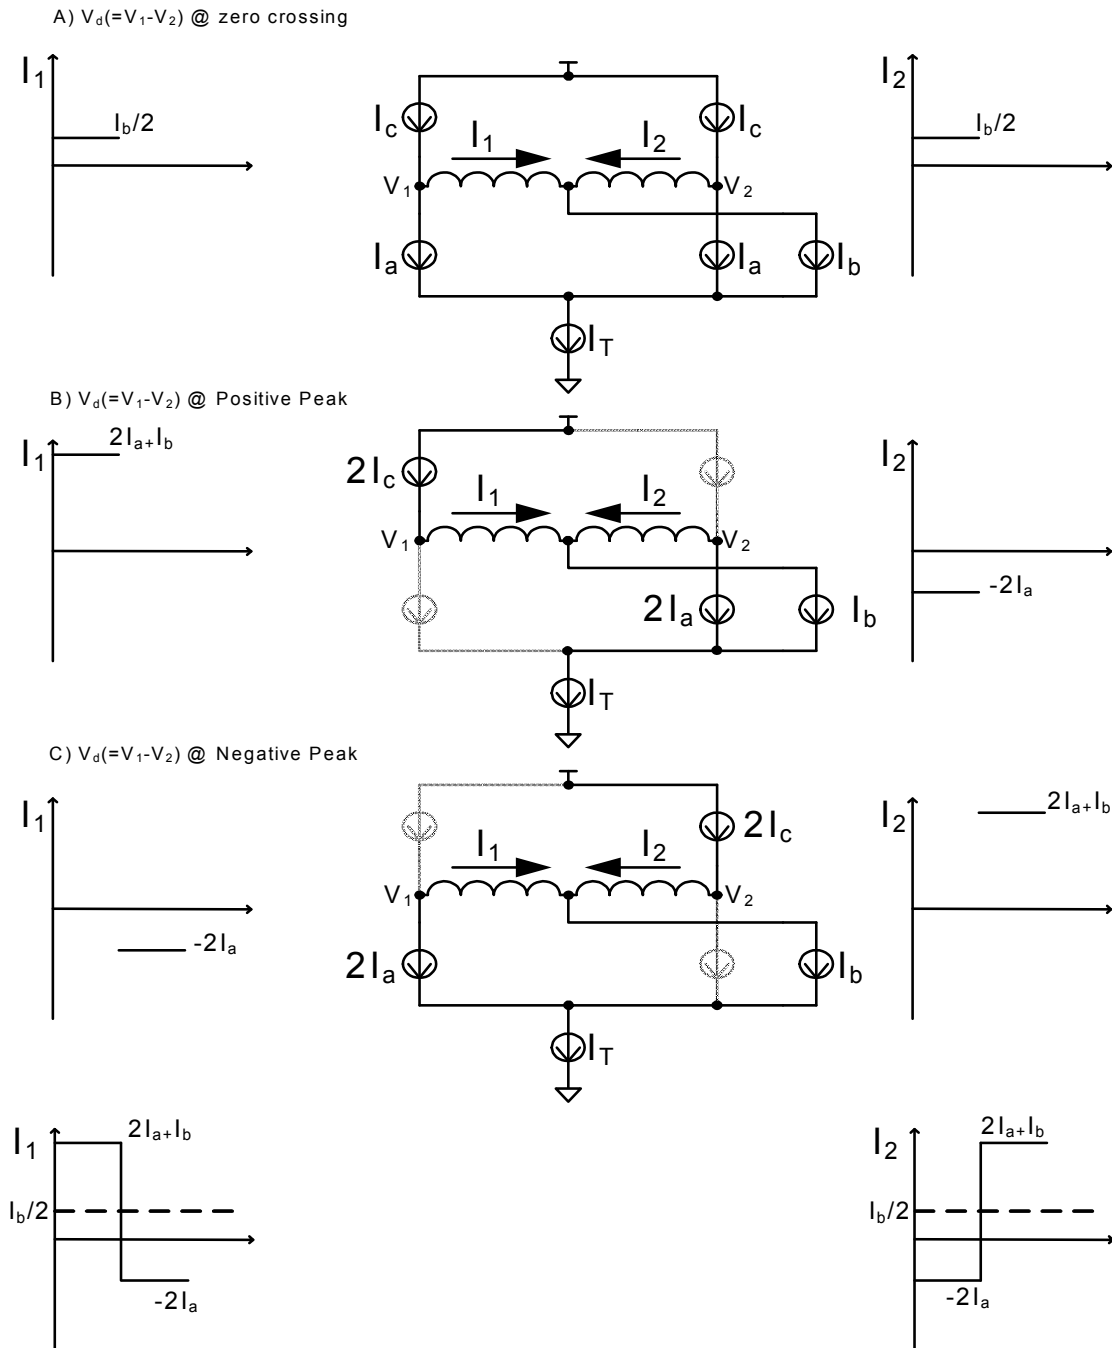 A) Vd(=V1-V2) @ zero crossing
I1
Ib/2
Ic
Ic
I1
I2
V1
V2
Ia
Ia
Ib
IT
I2
Ib/2
B) Vd(=V1-V2) @ Positive Peak
I1
2Ia+Ib
2Ic
I1
I2
V1
V2
2Ia
Ib
IT
I2
-2Ia
C) Vd(=V1-V2) @ Negative Peak
I1
-2Ia
2Ic
I1
I2
V1
V2
2Ia
Ib
IT
I2
2Ia+Ib
I1
2Ia+Ib
Ib/2
-2Ia
I2
2Ia+Ib
Ib/2
-2Ia